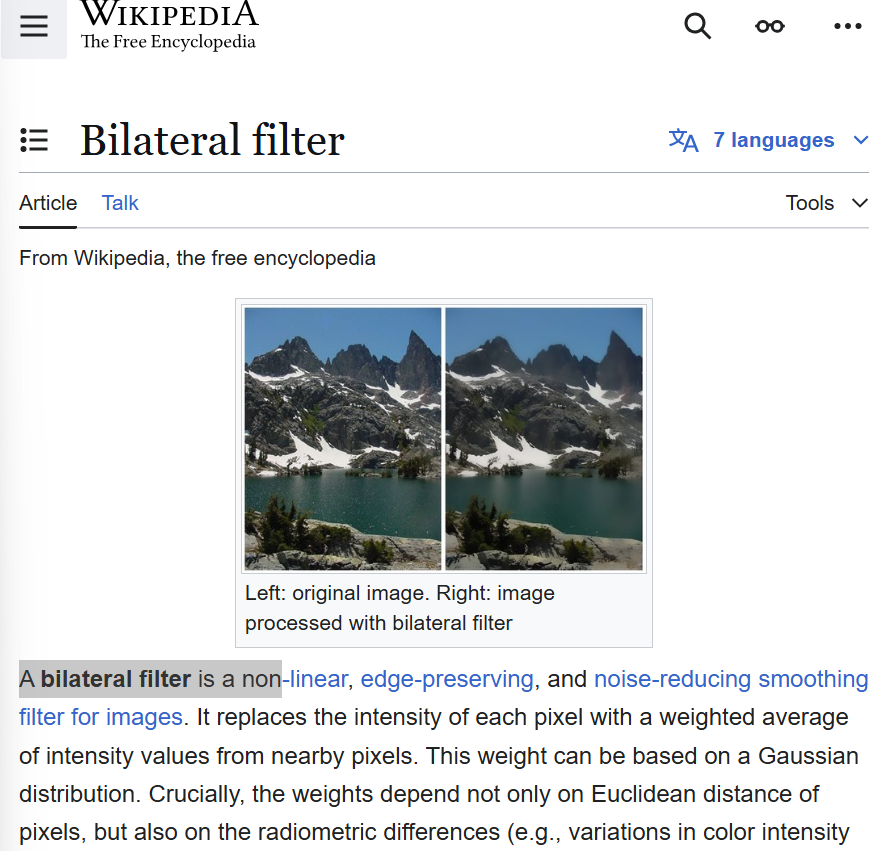 WIKIPEDIA
The Free Encyclopedia
Bilateral filter
7 languages
Article Talk Tools
From Wikipedia, the free encyclopedia
Left: original image. Right: image
processed with bilateral filter
A bilateral filter is a non-linear, edge-preserving, and noise-reducing smoothing
filter for images. It replaces the intensity of each pixel with a weighted average
of intensity values from nearby pixels. This weight can be based on a Gaussian
distribution. Crucially, the weights depend not only on Euclidean distance of
pixels, but also on the radiometric differences (e.g., variations in color intensity